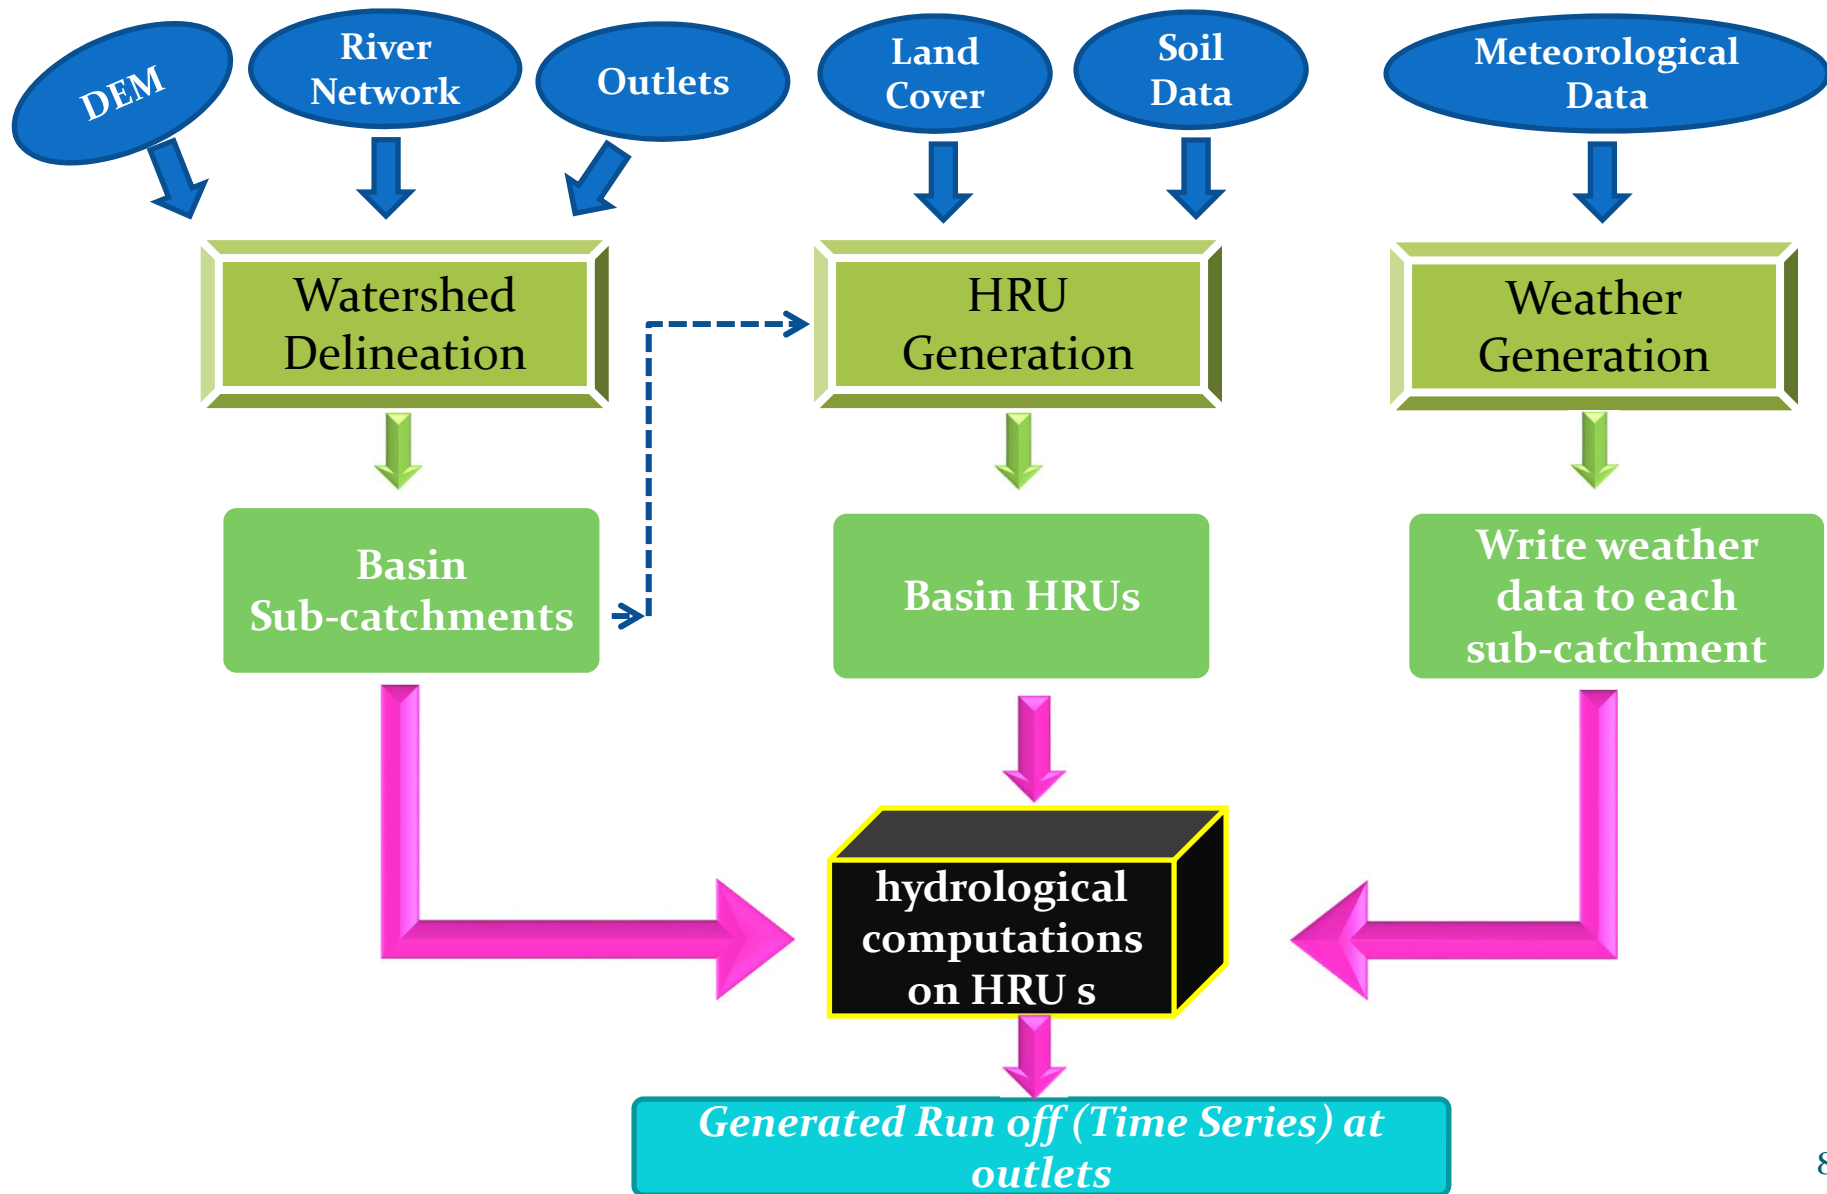 DEM
River
Network
Outlets
Land
Cover
Soil
Data
Meteorological
Data
Watershed
Delineation
HRU
Generation
Weather
Generation
Basin
Sub-catchments
Basin HRUs
Write weather
data to each
sub-catchment
hydrological
computations
on HRU s
Generated Run off (Time Series) at
outlets
8